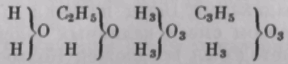 H } O C₂H₅ } O H₃ } O₃ C₃H₅ } O₃
H H H₃ H₃